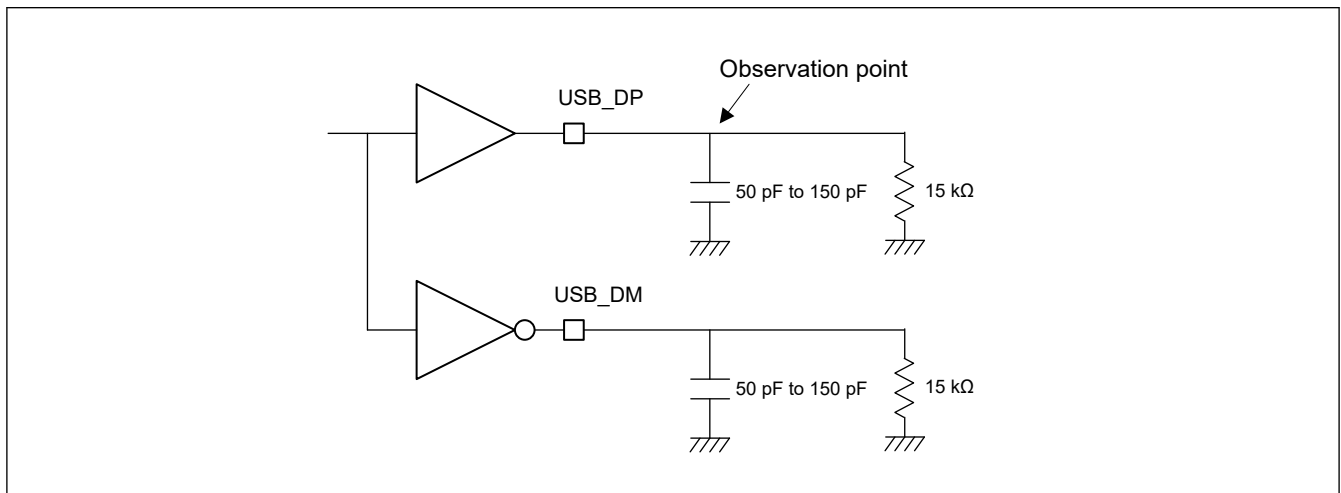 Observation point
USB_DP
50 pF to 150 pF
15 kΩ
USB_DM
50 pF to 150 pF
15 kΩ